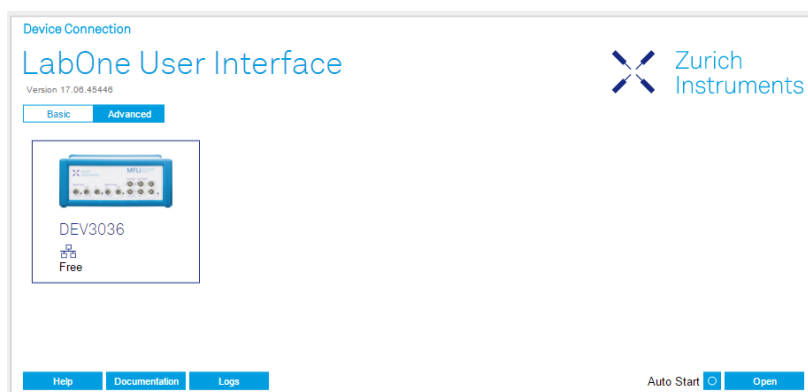 Device Connection
LabOne User Interface
Zurich
Instruments
Version 17.06.45446
Basic
Advanced
MFLI
DEV3036
Free
Help
Documentation
Logs
Auto Start
Open